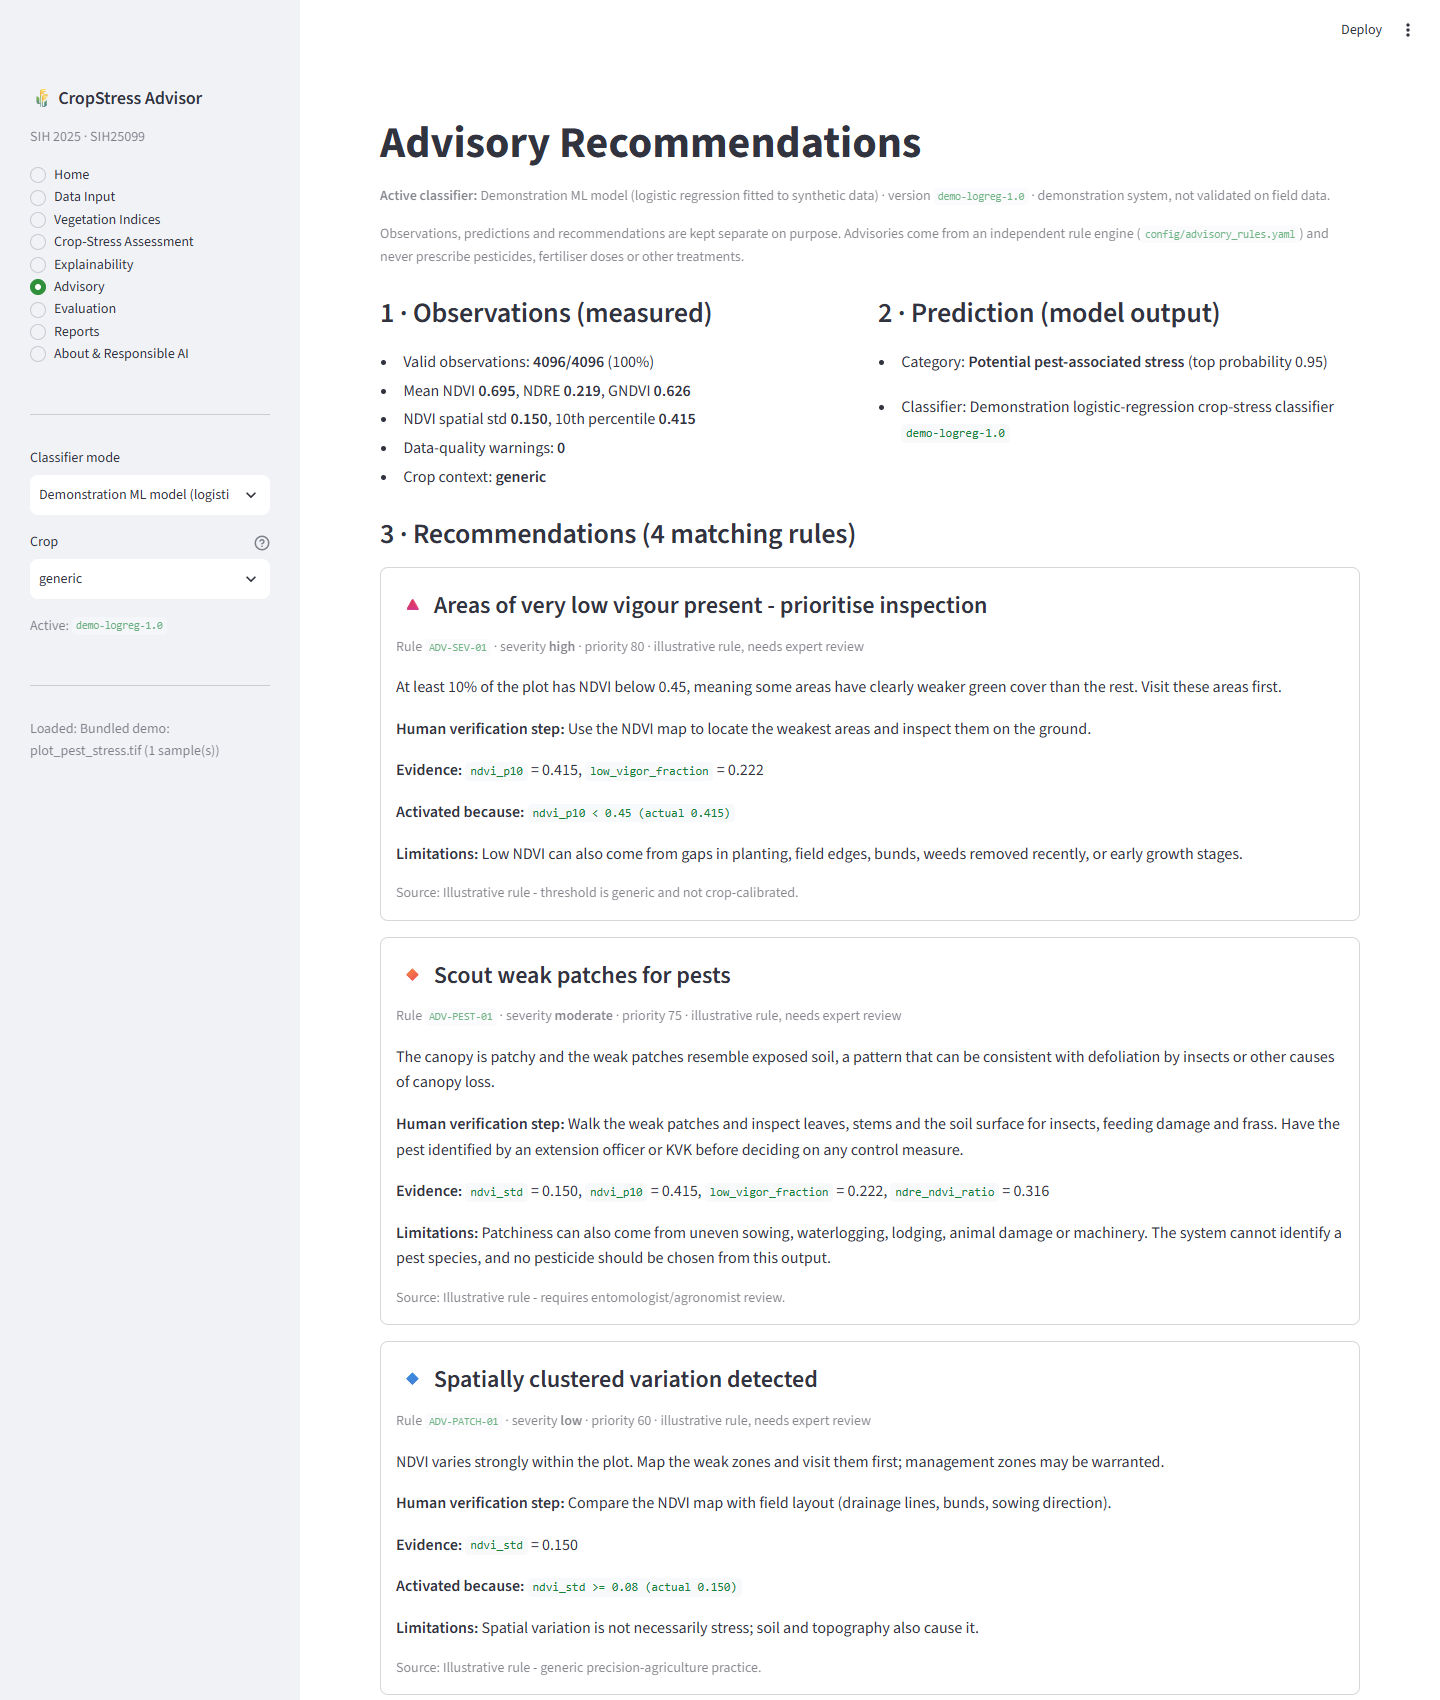 Deploy
CropStress Advisor
SIH 2025 · SIH25099
Home
Data Input
Vegetation Indices
Crop-Stress Assessment
Explainability
Advisory
Evaluation
Reports
About & Responsible AI
Classifier mode
Demonstration ML model (logisti
Crop
generic
Active: demo-logreg-1.0
Loaded: Bundled demo:
plot_pest_stress.tif (1 sample(s))
Advisory Recommendations
Active classifier: Demonstration ML model (logistic regression fitted to synthetic data) · version demo-logreg-1.0 · demonstration system, not validated on field data.
Observations, predictions and recommendations are kept separate on purpose. Advisories come from an independent rule engine ( config/advisory_rules.yaml ) and
never prescribe pesticides, fertiliser doses or other treatments.
1 · Observations (measured)
• Valid observations: 4096/4096 (100%)
• Mean NDVI 0.695, NDRE 0.219, GNDVI 0.626
• NDVI spatial std 0.150, 10th percentile 0.415
• Data-quality warnings: 0
• Crop context: generic
2 · Prediction (model output)
• Category: Potential pest-associated stress (top probability 0.95)
• Classifier: Demonstration logistic-regression crop-stress classifier
demo-logreg-1.0
3 · Recommendations (4 matching rules)
Areas of very low vigour present - prioritise inspection
Rule ADV-SEV-01 · severity high · priority 80 · illustrative rule, needs expert review
At least 10% of the plot has NDVI below 0.45, meaning some areas have clearly weaker green cover than the rest. Visit these areas first.
Human verification step: Use the NDVI map to locate the weakest areas and inspect them on the ground.
Evidence: ndvi_p10 = 0.415, low_vigor_fraction = 0.222
Activated because: ndvi_p10 < 0.45 (actual 0.415)
Limitations: Low NDVI can also come from gaps in planting, field edges, bunds, weeds removed recently, or early growth stages.
Source: Illustrative rule - threshold is generic and not crop-calibrated.
Scout weak patches for pests
Rule ADV-PEST-01 · severity moderate · priority 75 · illustrative rule, needs expert review
The canopy is patchy and the weak patches resemble exposed soil, a pattern that can be consistent with defoliation by insects or other causes
of canopy loss.
Human verification step: Walk the weak patches and inspect leaves, stems and the soil surface for insects, feeding damage and frass. Have the
pest identified by an extension officer or KVK before deciding on any control measure.
Evidence: ndvi_std = 0.150, ndvi_p10 = 0.415, low_vigor_fraction = 0.222, ndre_ndvi_ratio = 0.316
Limitations: Patchiness can also come from uneven sowing, waterlogging, lodging, animal damage or machinery. The system cannot identify a
pest species, and no pesticide should be chosen from this output.
Source: Illustrative rule - requires entomologist/agronomist review.
Spatially clustered variation detected
Rule ADV-PATCH-01 · severity low · priority 60 · illustrative rule, needs expert review
NDVI varies strongly within the plot. Map the weak zones and visit them first; management zones may be warranted.
Human verification step: Compare the NDVI map with field layout (drainage lines, bunds, sowing direction).
Evidence: ndvi_std = 0.150
Activated because: ndvi_std >= 0.08 (actual 0.150)
Limitations: Spatial variation is not necessarily stress; soil and topography also cause it.
Source: Illustrative rule - generic precision-agriculture practice.